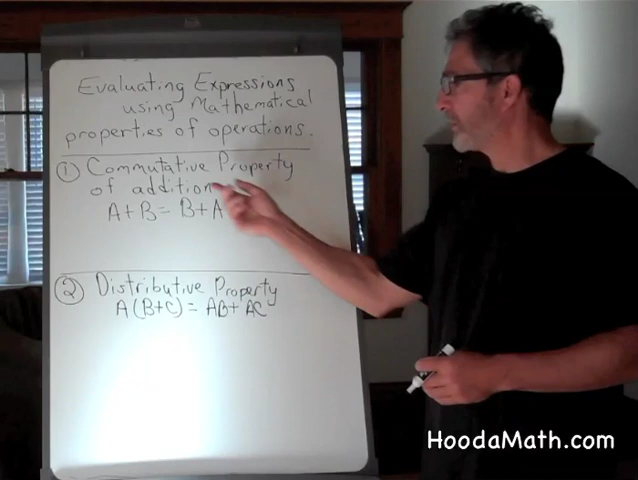 Evaluating Expressions
using Mathematical
properties of operations.
① Commutative Property
of addition
A+B = B+A
② Distributive Property
A(B+C) = AB+ AC
HoodaMath.com